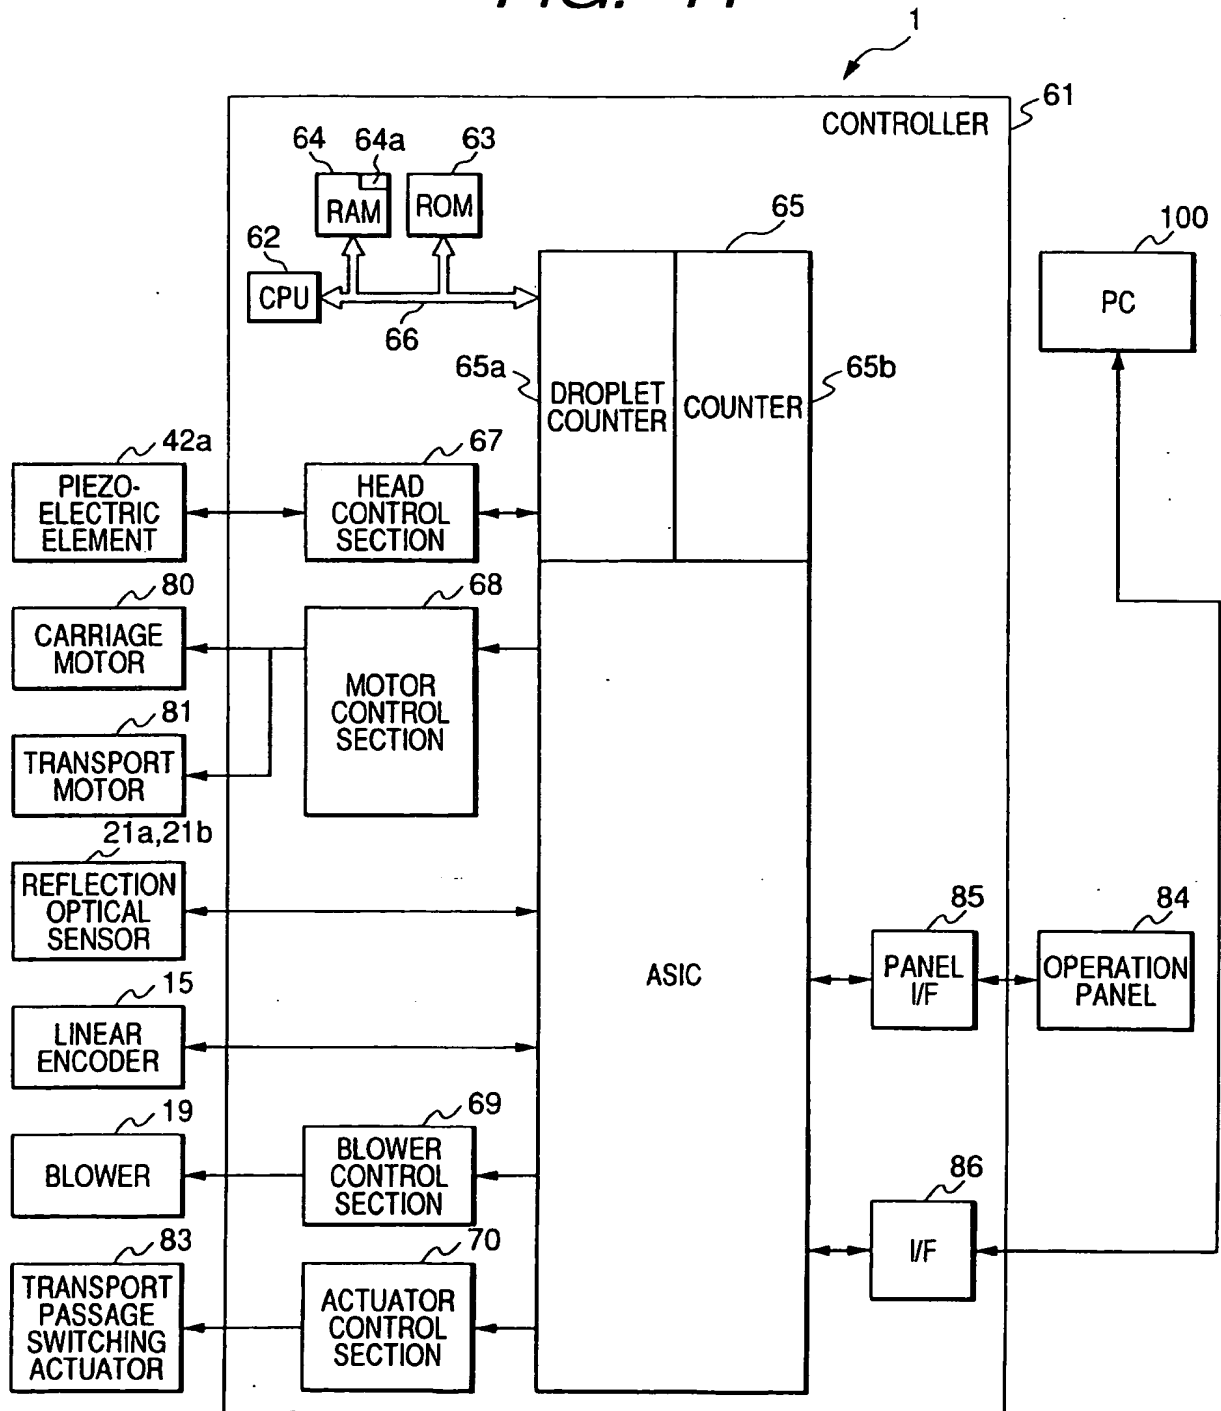 1
61
CONTROLLER
64
64a
63
RAM
ROM
65
100
62
CPU
PC
66
65a
65b
DROPLET
COUNTER
COUNTER
42a
67
PIEZO-
ELECTRIC
ELEMENT
HEAD
CONTROL
SECTION
80
68
CARRIAGE
MOTOR
MOTOR
CONTROL
SECTION
81
TRANSPORT
MOTOR
21a,21b
REFLECTION
OPTICAL
SENSOR
ASIC
85
84
PANEL
I/F
OPERATION
PANEL
15
LINEAR
ENCODER
19
69
BLOWER
BLOWER
CONTROL
SECTION
86
I/F
83
70
TRANSPORT
PASSAGE
SWITCHING
ACTUATOR
ACTUATOR
CONTROL
SECTION